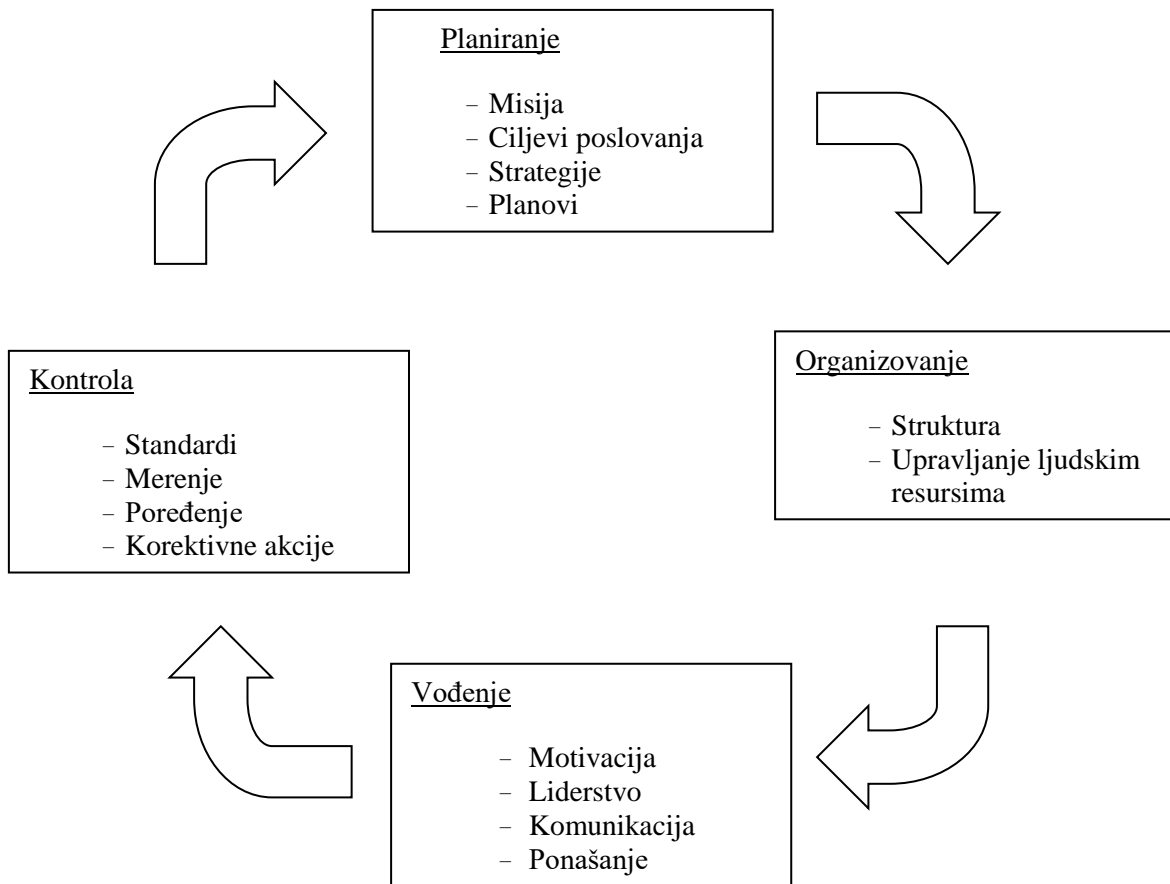 Planiranje
– Misija
– Ciljevi poslovanja
– Strategije
– Planovi
Organizovanje
– Struktura
– Upravljanje ljudskim
resursima
Vođenje
– Motivacija
– Liderstvo
– Komunikacija
– Ponašanje
Kontrola
– Standardi
– Merenje
– Poređenje
– Korektivne akcije